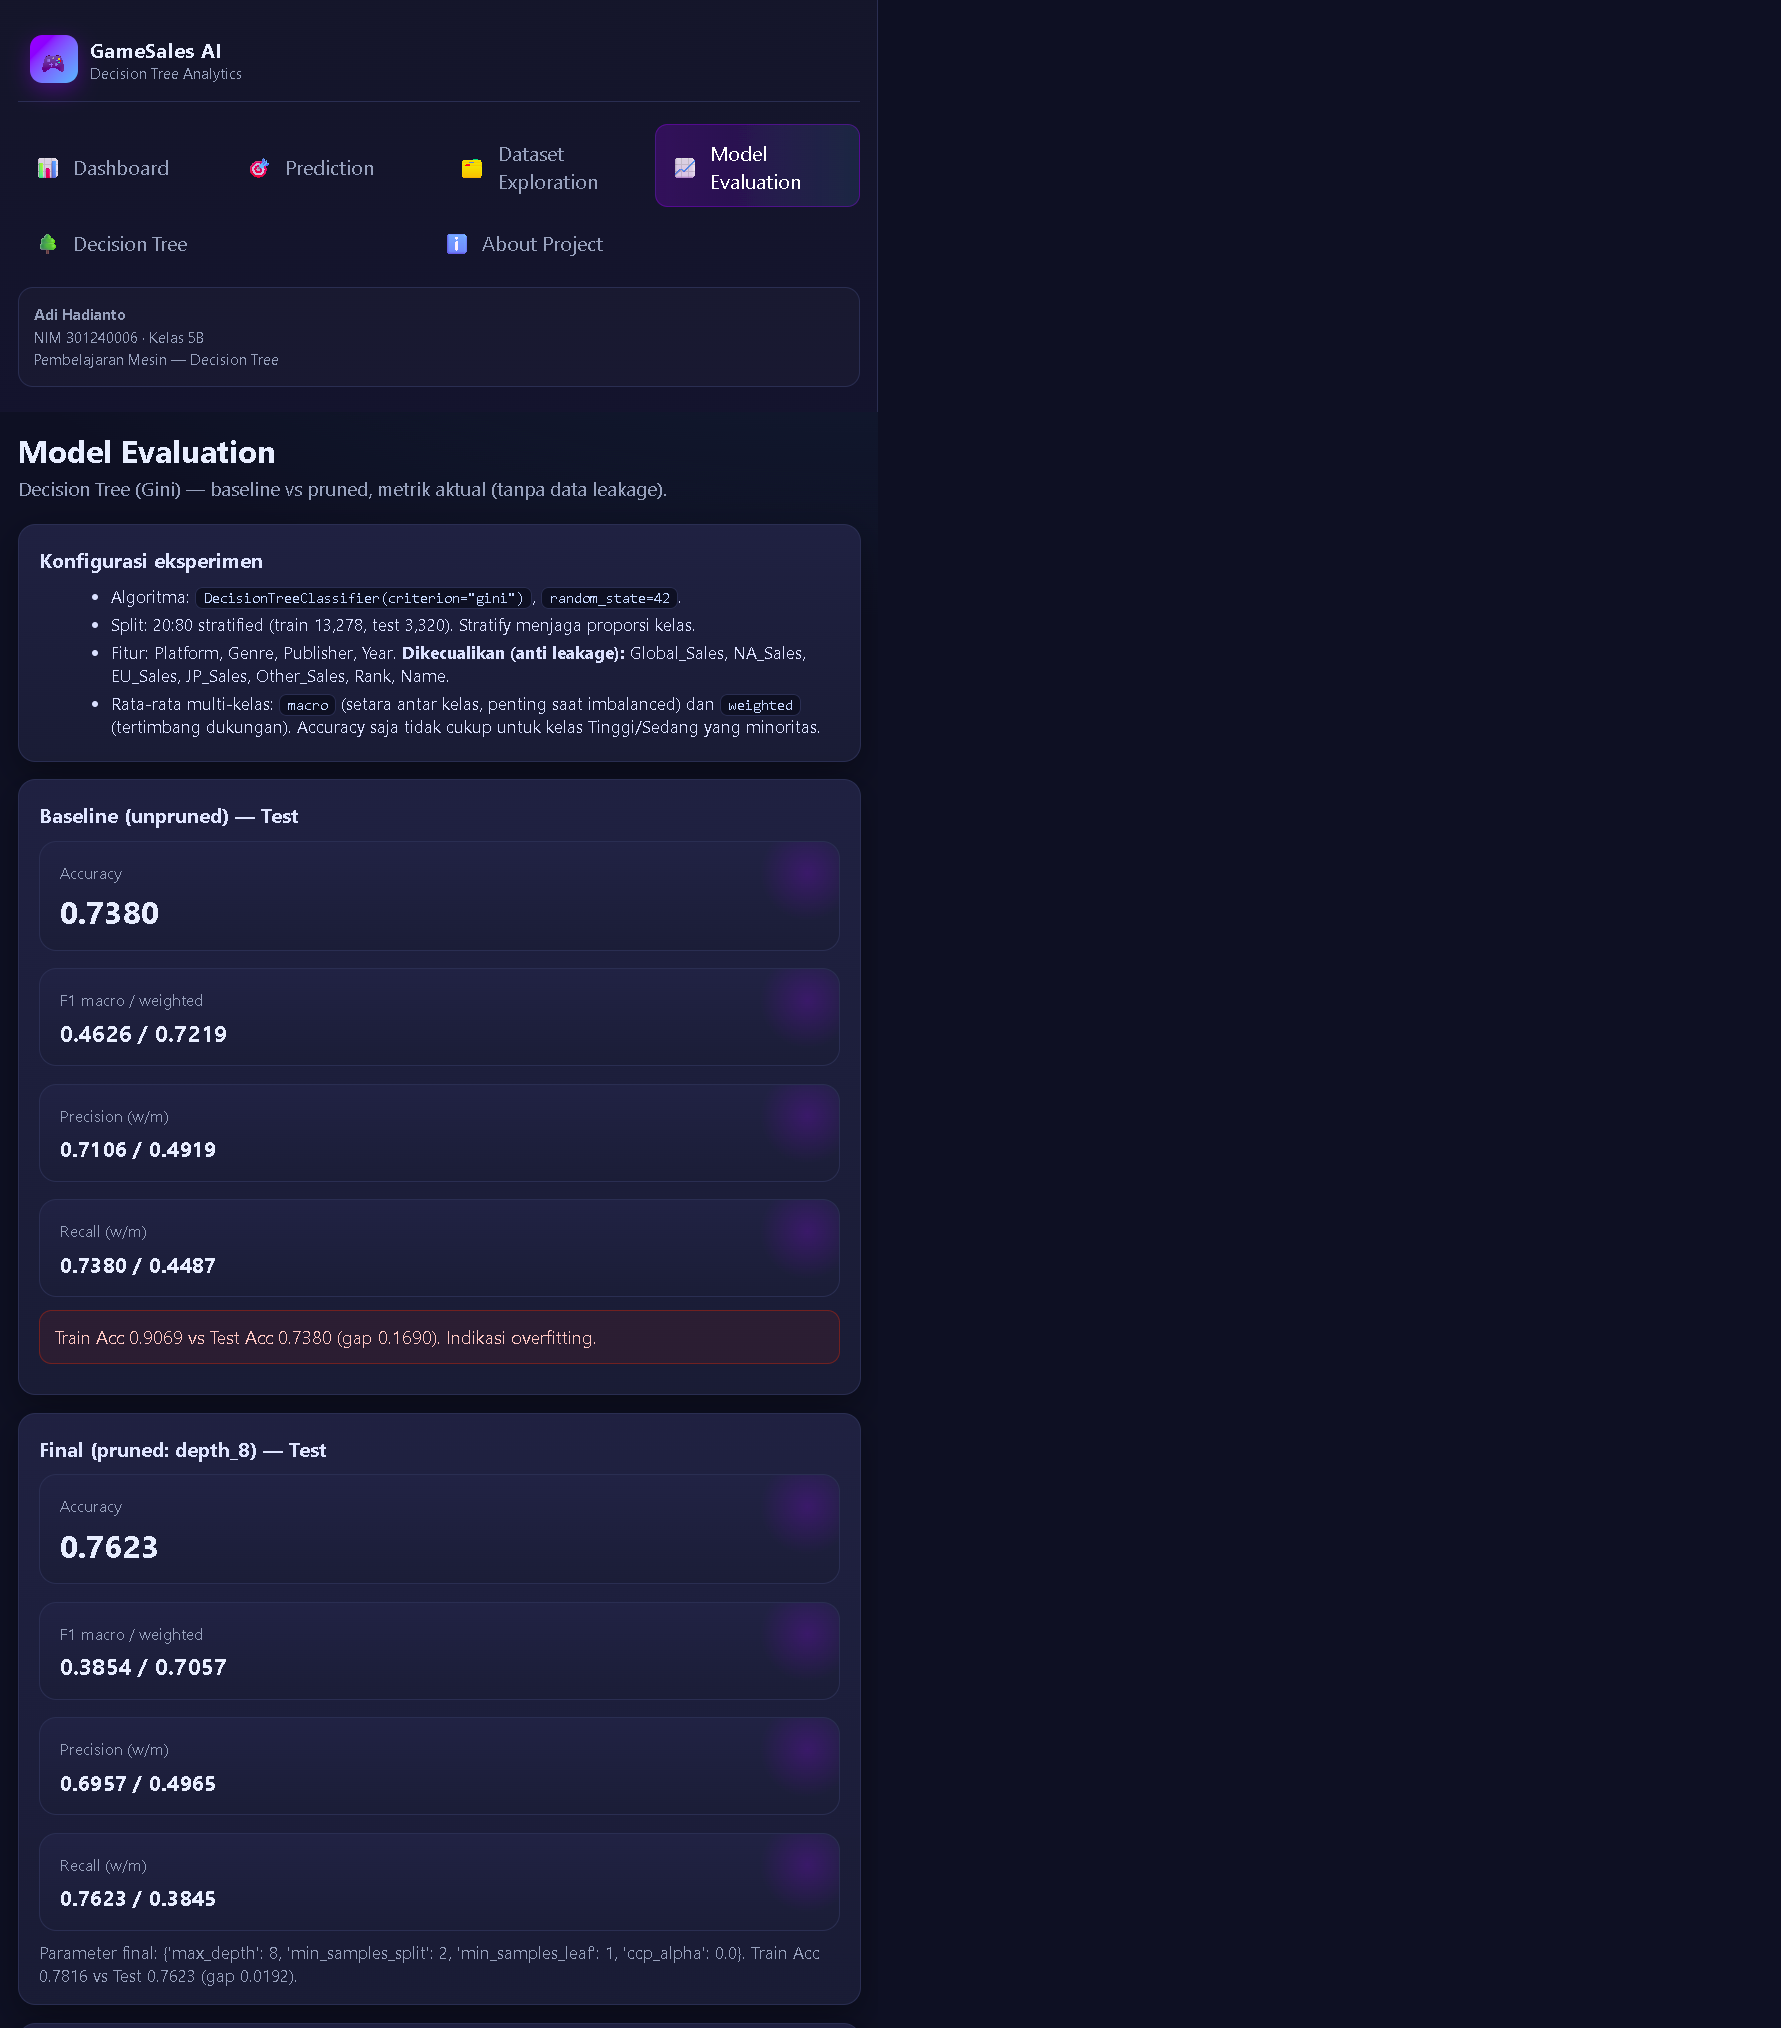 GameSales AI
Decision Tree Analytics
Dashboard
Prediction
Dataset
Exploration
Model
Evaluation
Decision Tree
About Project
Adi Hadianto
NIM 301240006 · Kelas 5B
Pembelajaran Mesin — Decision Tree
Model Evaluation
Decision Tree (Gini) — baseline vs pruned, metrik aktual (tanpa data leakage).
Konfigurasi eksperimen
• Algoritma: DecisionTreeClassifier(criterion="gini"), random_state=42.
• Split: 20:80 stratified (train 13,278, test 3,320). Stratify menjaga proporsi kelas.
• Fitur: Platform, Genre, Publisher, Year. Dikecualikan (anti leakage): Global_Sales, NA_Sales,
EU_Sales, JP_Sales, Other_Sales, Rank, Name.
• Rata-rata multi-kelas: macro (setara antar kelas, penting saat imbalanced) dan weighted
(tertimbang dukungan). Accuracy saja tidak cukup untuk kelas Tinggi/Sedang yang minoritas.
Baseline (unpruned) — Test
Accuracy
0.7380
F1 macro / weighted
0.4626 / 0.7219
Precision (w/m)
0.7106 / 0.4919
Recall (w/m)
0.7380 / 0.4487
Train Acc 0.9069 vs Test Acc 0.7380 (gap 0.1690). Indikasi overfitting.
Final (pruned: depth_8) — Test
Accuracy
0.7623
F1 macro / weighted
0.3854 / 0.7057
Precision (w/m)
0.6957 / 0.4965
Recall (w/m)
0.7623 / 0.3845
Parameter final: {'max_depth': 8, 'min_samples_split': 2, 'min_samples_leaf': 1, 'ccp_alpha': 0.0}. Train Acc
0.7816 vs Test 0.7623 (gap 0.0192).